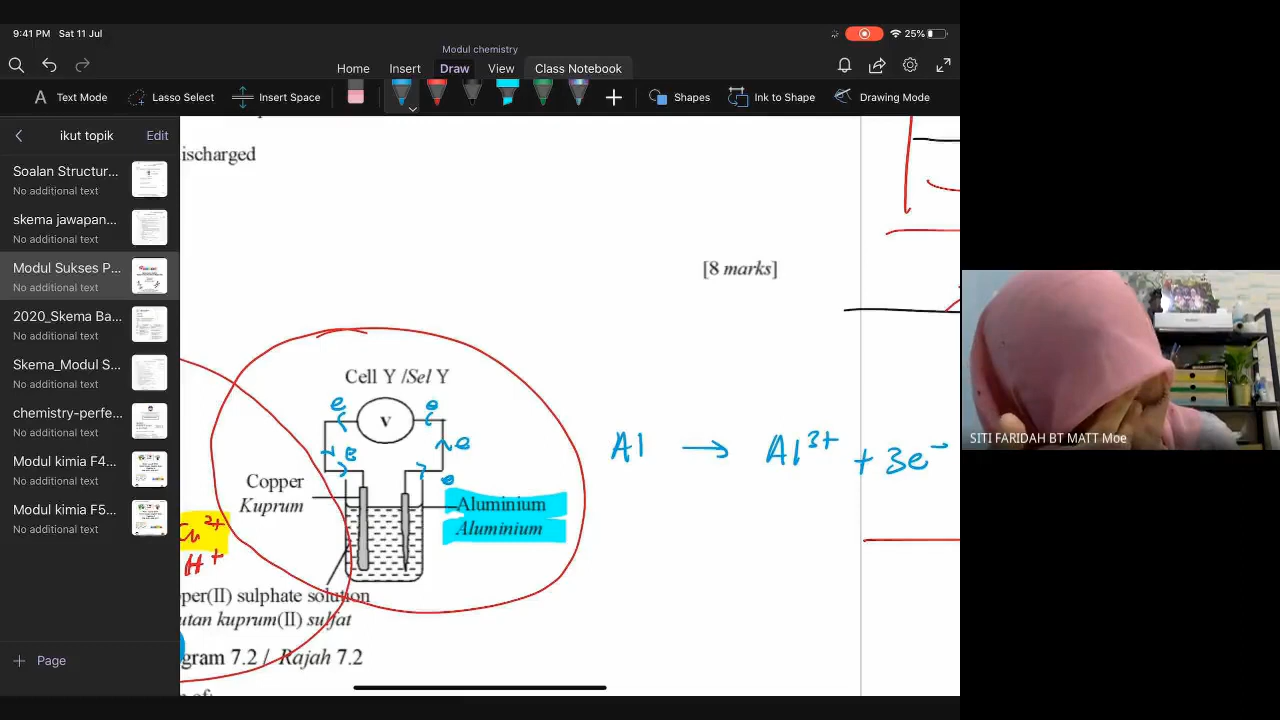 9:41 PM Sat 11 Jul
25%
Modul chemistry
Home Insert Draw View Class Notebook
Text Mode Lasso Select Insert Space Shapes Ink to Shape Drawing Mode
ikut topik Edit
Soalan Structur...
No additional text
skema jawapan...
No additional text
Modul Sukses P...
No additional text
2020_Skema Ba...
No additional text
Skema_Modul S...
No additional text
chemistry-perfe...
No additional text
Modul kimia F4...
No additional text
Modul kimia F5...
No additional text
Page
ischarged
[8 marks]
Cell Y /Sel Y
e e
V
e
e
Copper
Kuprum
Aluminium
Aluminium
Al → Al³⁺ + 3e⁻
Cu²⁺
H⁺
pper(II) sulphate solution
utan kuprum(II) sulfat
gram 7.2 / Rajah 7.2
SITI FARIDAH BT MATT Moe